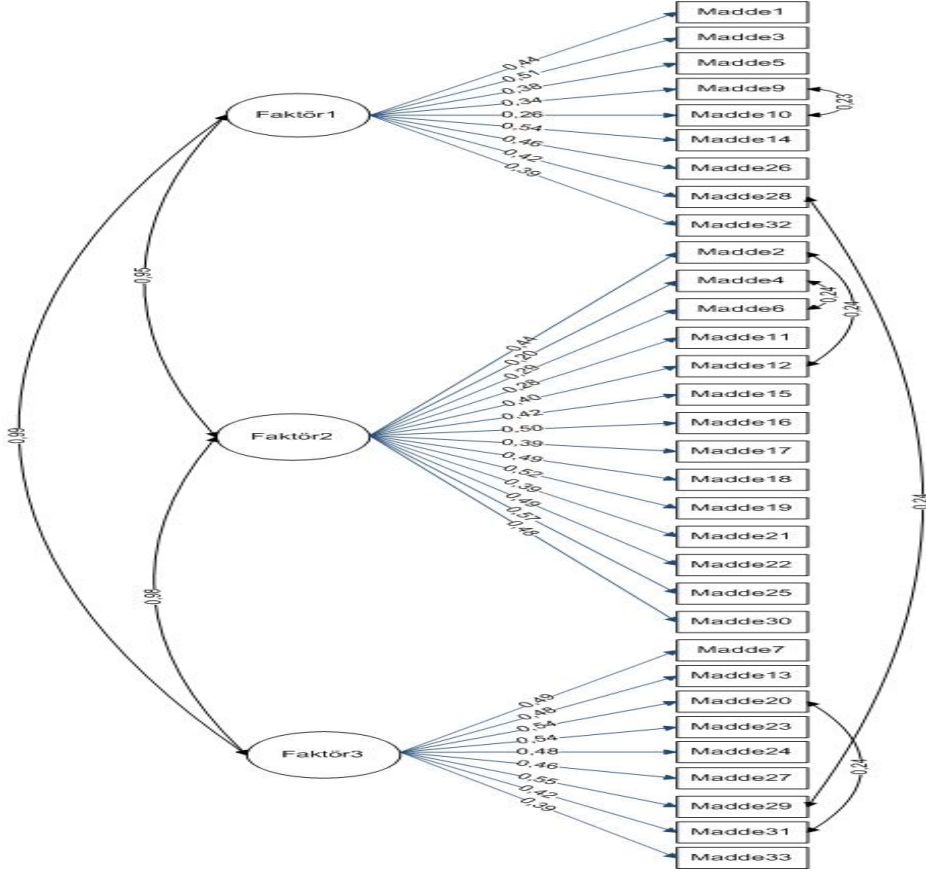 Faktör1
Faktör2
Faktör3
0,95
0,99
0,98
0,44
0,51
0,38
0,34
0,26
0,54
0,46
0,42
0,39
0,44
0,20
0,29
0,28
0,40
0,42
0,50
0,39
0,49
0,52
0,39
0,49
0,57
0,48
0,49
0,48
0,54
0,54
0,48
0,46
0,55
0,42
0,39
Madde1
Madde3
Madde5
Madde9
Madde10
Madde14
Madde26
Madde28
Madde32
Madde2
Madde4
Madde6
Madde11
Madde12
Madde15
Madde16
Madde17
Madde18
Madde19
Madde21
Madde22
Madde25
Madde30
Madde7
Madde13
Madde20
Madde23
Madde24
Madde27
Madde29
Madde31
Madde33
0,23
0,24
0,24
0,24
0,24